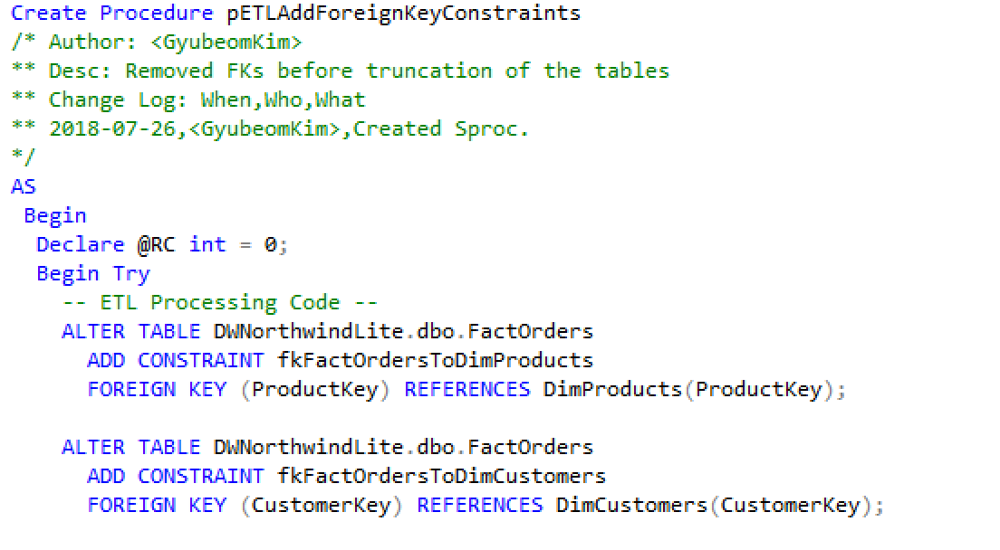 Create Procedure pETLAddForeignKeyConstraints
/* Author: <GyubeomKim>
** Desc: Removed FKs before truncation of the tables
** Change Log: When,Who,What
** 2018-07-26,<GyubeomKim>,Created Sproc.
*/
AS
Begin
Declare @RC int = 0;
Begin Try
-- ETL Processing Code --
ALTER TABLE DWNorthwindLite.dbo.FactOrders
ADD CONSTRAINT fkFactOrdersToDimProducts
FOREIGN KEY (ProductKey) REFERENCES DimProducts(ProductKey);
ALTER TABLE DWNorthwindLite.dbo.FactOrders
ADD CONSTRAINT fkFactOrdersToDimCustomers
FOREIGN KEY (CustomerKey) REFERENCES DimCustomers(CustomerKey);